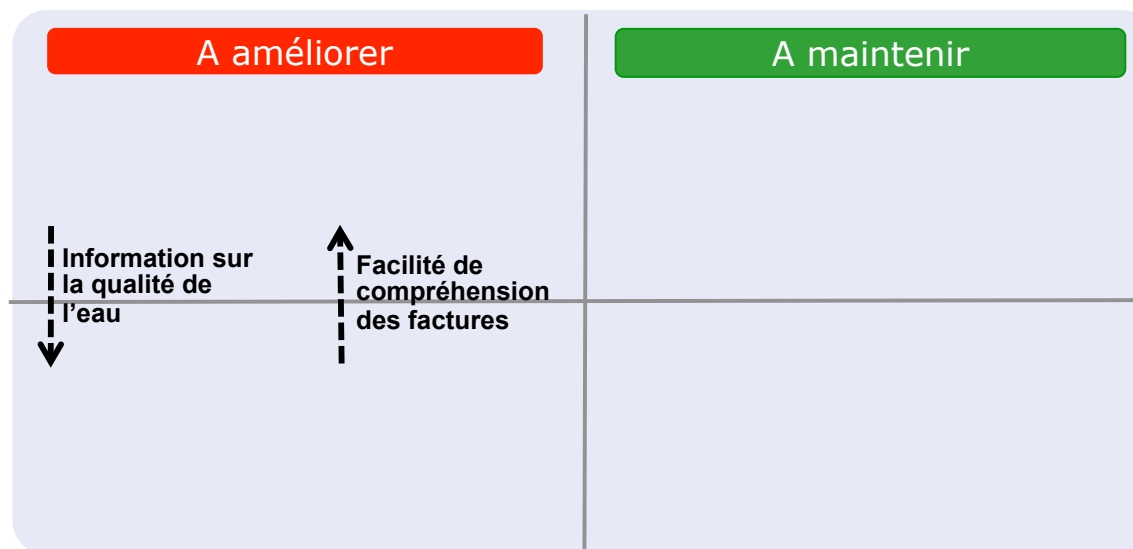 A améliorer
A maintenir
Information sur
la qualité de
l'eau
Facilité de
compréhension
des factures